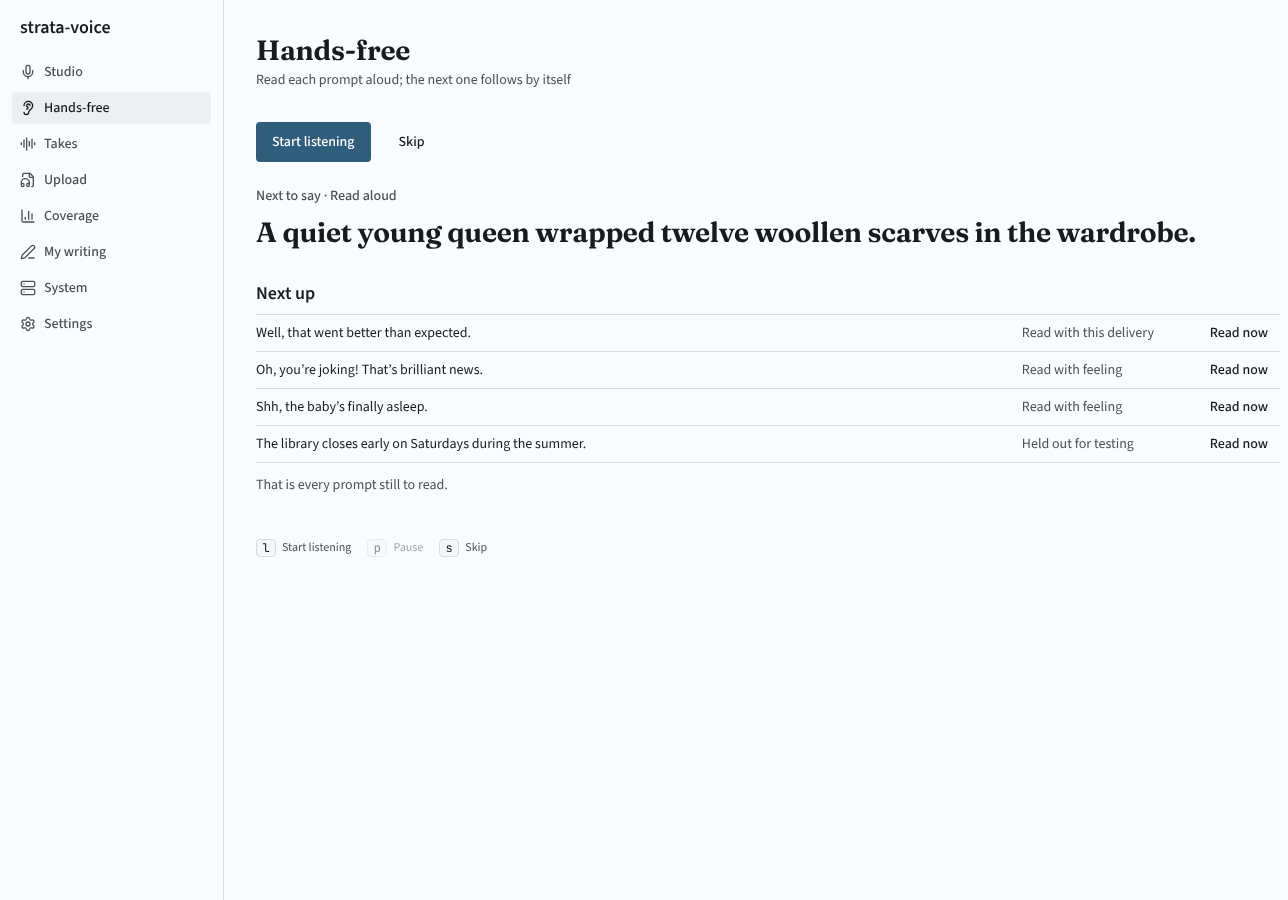 strata-voice
Studio
Hands-free
Takes
Upload
Coverage
My writing
System
Settings
Hands-free
Read each prompt aloud; the next one follows by itself
Start listening Skip
Next to say · Read aloud
A quiet young queen wrapped twelve woollen scarves in the wardrobe.
Next up
Well, that went better than expected. Read with this delivery Read now
Oh, you’re joking! That’s brilliant news. Read with feeling Read now
Shh, the baby’s finally asleep. Read with feeling Read now
The library closes early on Saturdays during the summer. Held out for testing Read now
That is every prompt still to read.
l Start listening p Pause s Skip